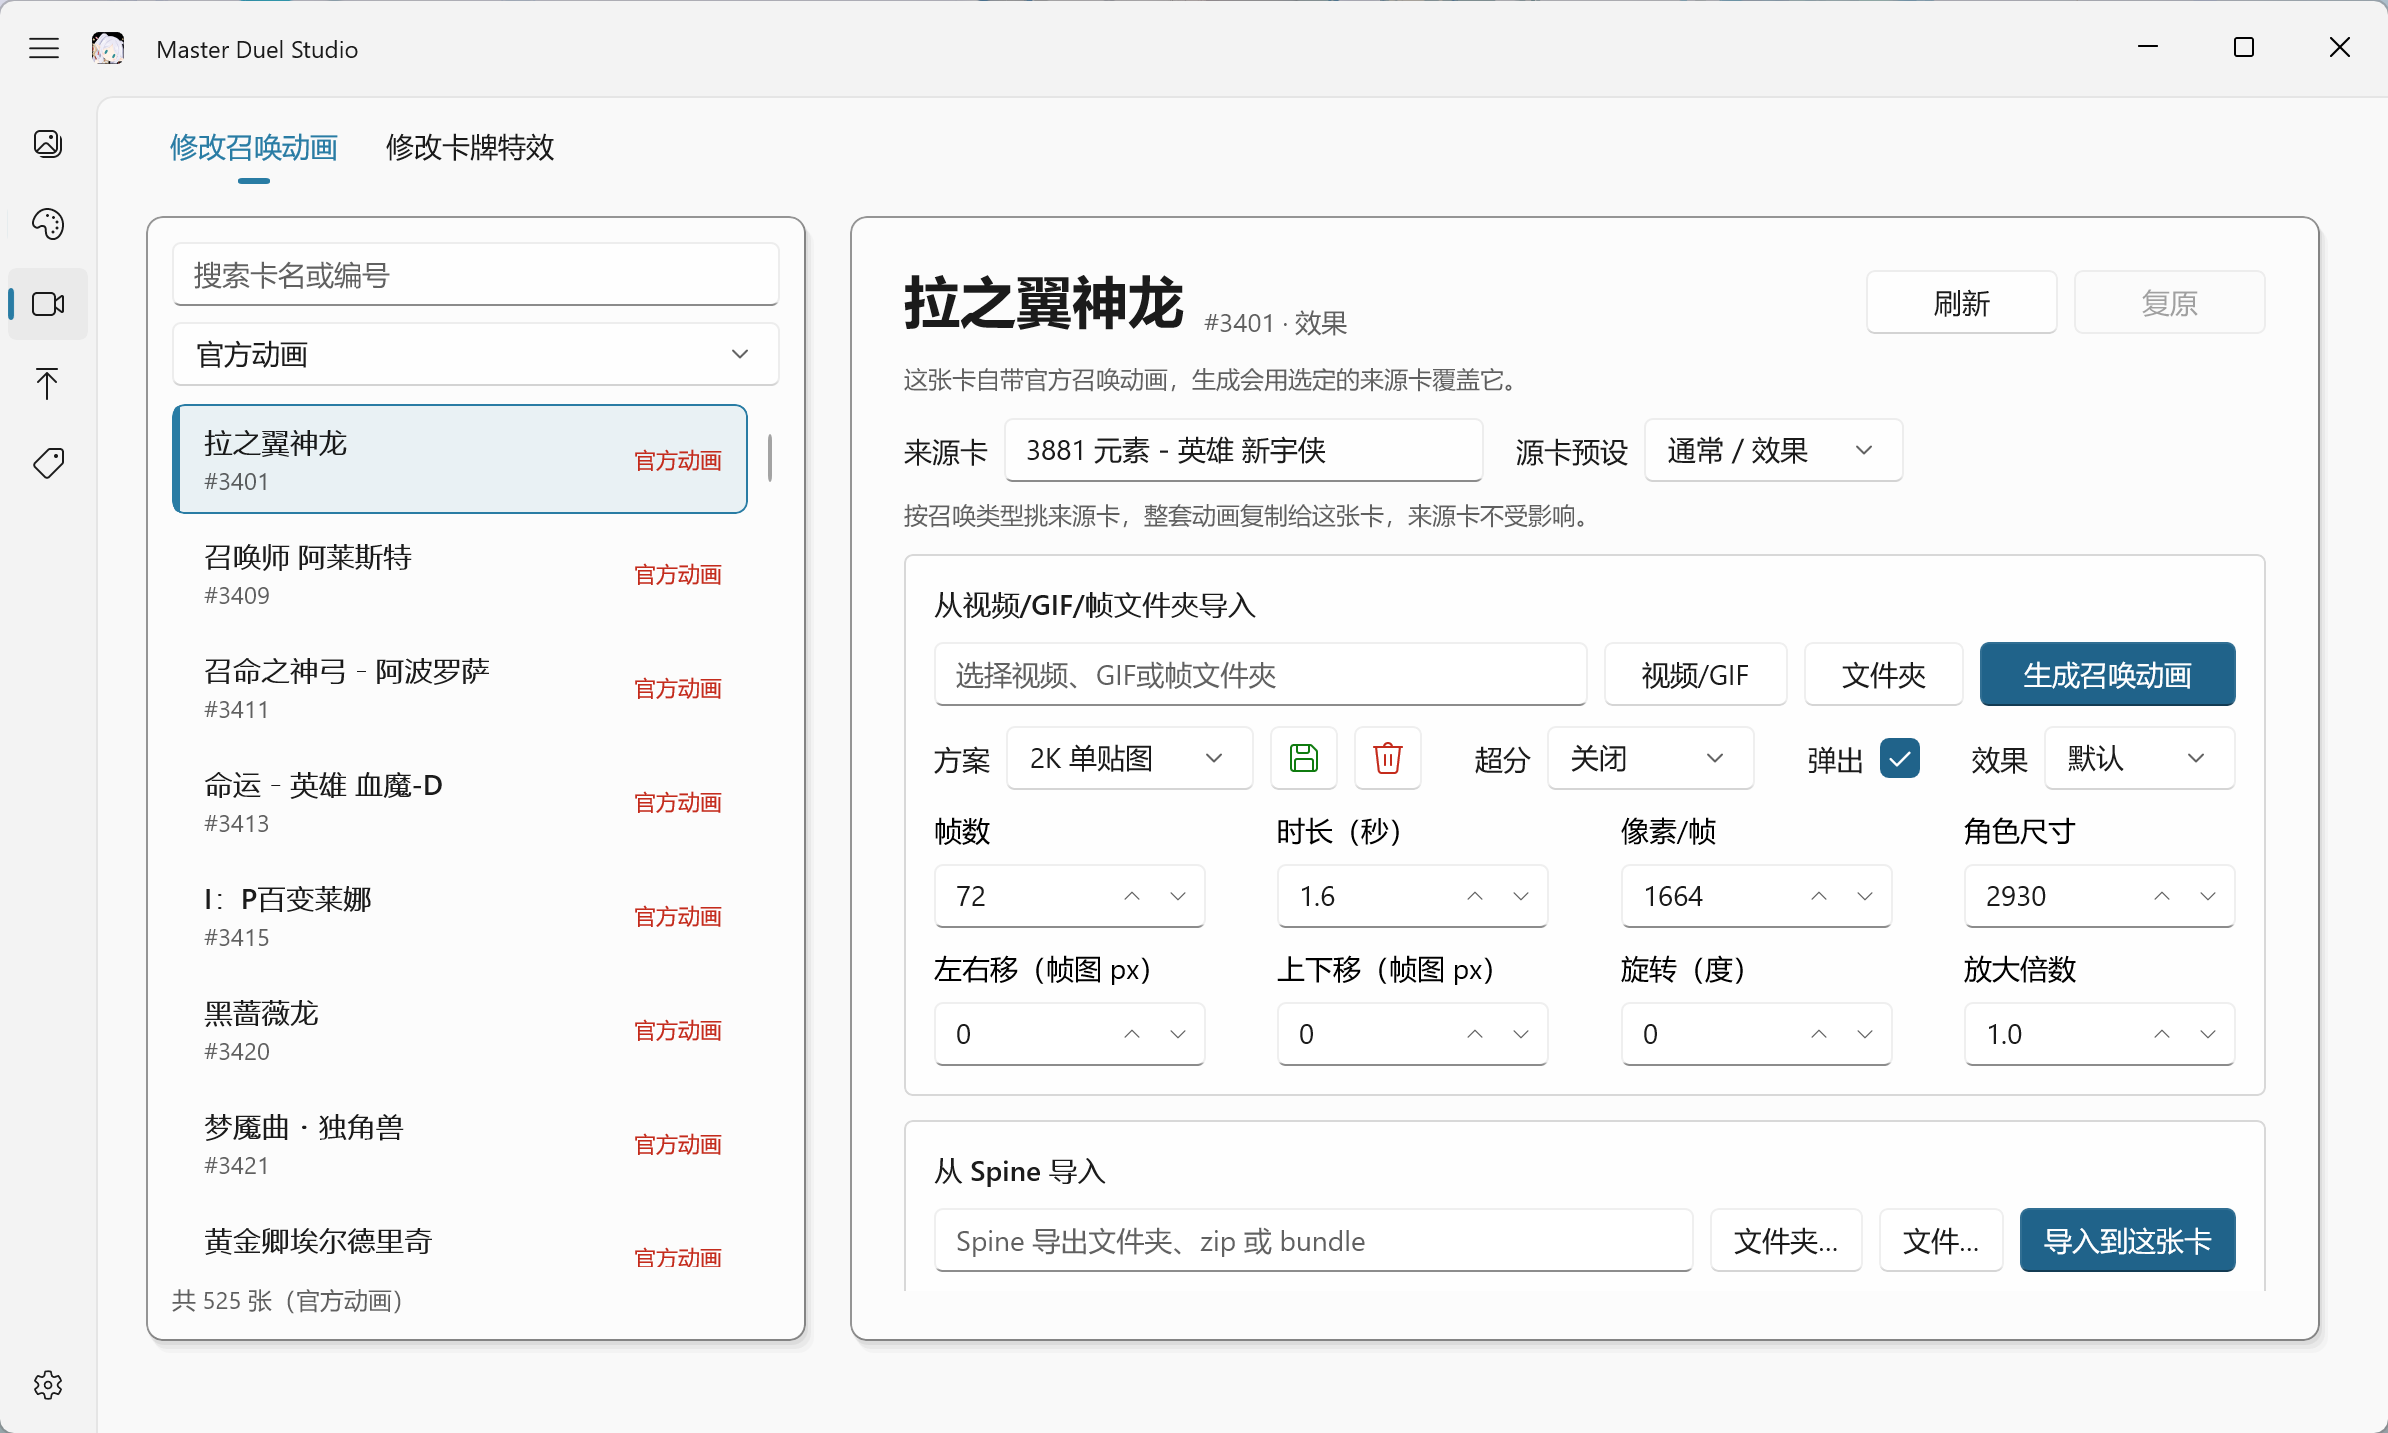 Master Duel Studio
修改召唤动画
修改卡牌特效
搜索卡名或编号
官方动画
拉之翼神龙
#3401
官方动画
召唤师 阿莱斯特
#3409
官方动画
召命之神弓 - 阿波罗萨
#3411
官方动画
命运 - 英雄 血魔-D
#3413
官方动画
I：P百变莱娜
#3415
官方动画
黑蔷薇龙
#3420
官方动画
梦魇曲・独角兽
#3421
官方动画
黄金卿埃尔德里奇
官方动画
共 525 张（官方动画）
拉之翼神龙 #3401 · 效果
刷新
复原
这张卡自带官方召唤动画，生成会用选定的来源卡覆盖它。
来源卡 3881 元素 - 英雄 新宇侠 源卡预设 通常 / 效果
按召唤类型挑来源卡，整套动画复制给这张卡，来源卡不受影响。
从视频/GIF/帧文件夹导入
选择视频、GIF或帧文件夹 视频/GIF 文件夹 生成召唤动画
方案 2K 单贴图 超分 关闭 弹出 效果 默认
帧数 时长（秒） 像素/帧 角色尺寸
72 1.6 1664 2930
左右移（帧图 px） 上下移（帧图 px） 旋转（度） 放大倍数
0 0 0 1.0
从 Spine 导入
Spine 导出文件夹、zip 或 bundle 文件夹... 文件... 导入到这张卡